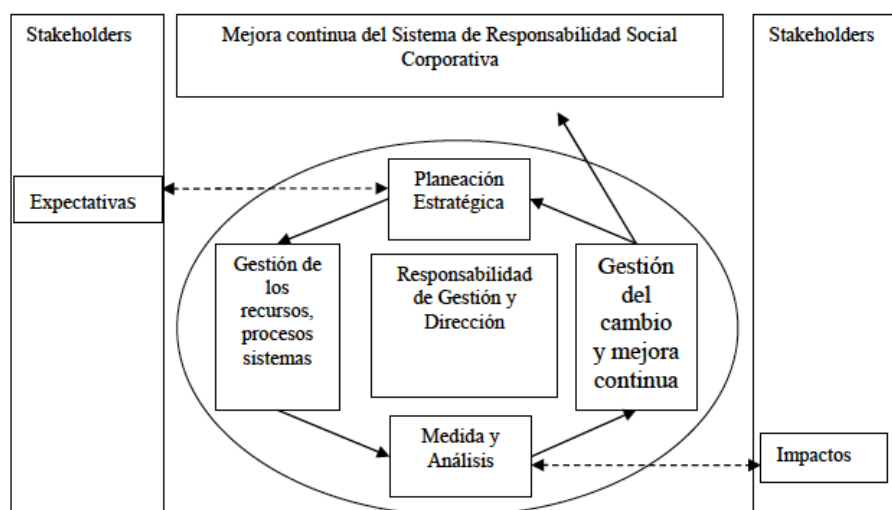 Stakeholders
Mejora continua del Sistema de Responsabilidad Social
Corporativa
Stakeholders
Planeación
Estratégica
Expectativas
Gestión de
los
recursos,
procesos
sistemas
Responsabilidad
de Gestión y
Dirección
Gestión
del
cambio
y mejora
continua
Medida y
Análisis
Impactos